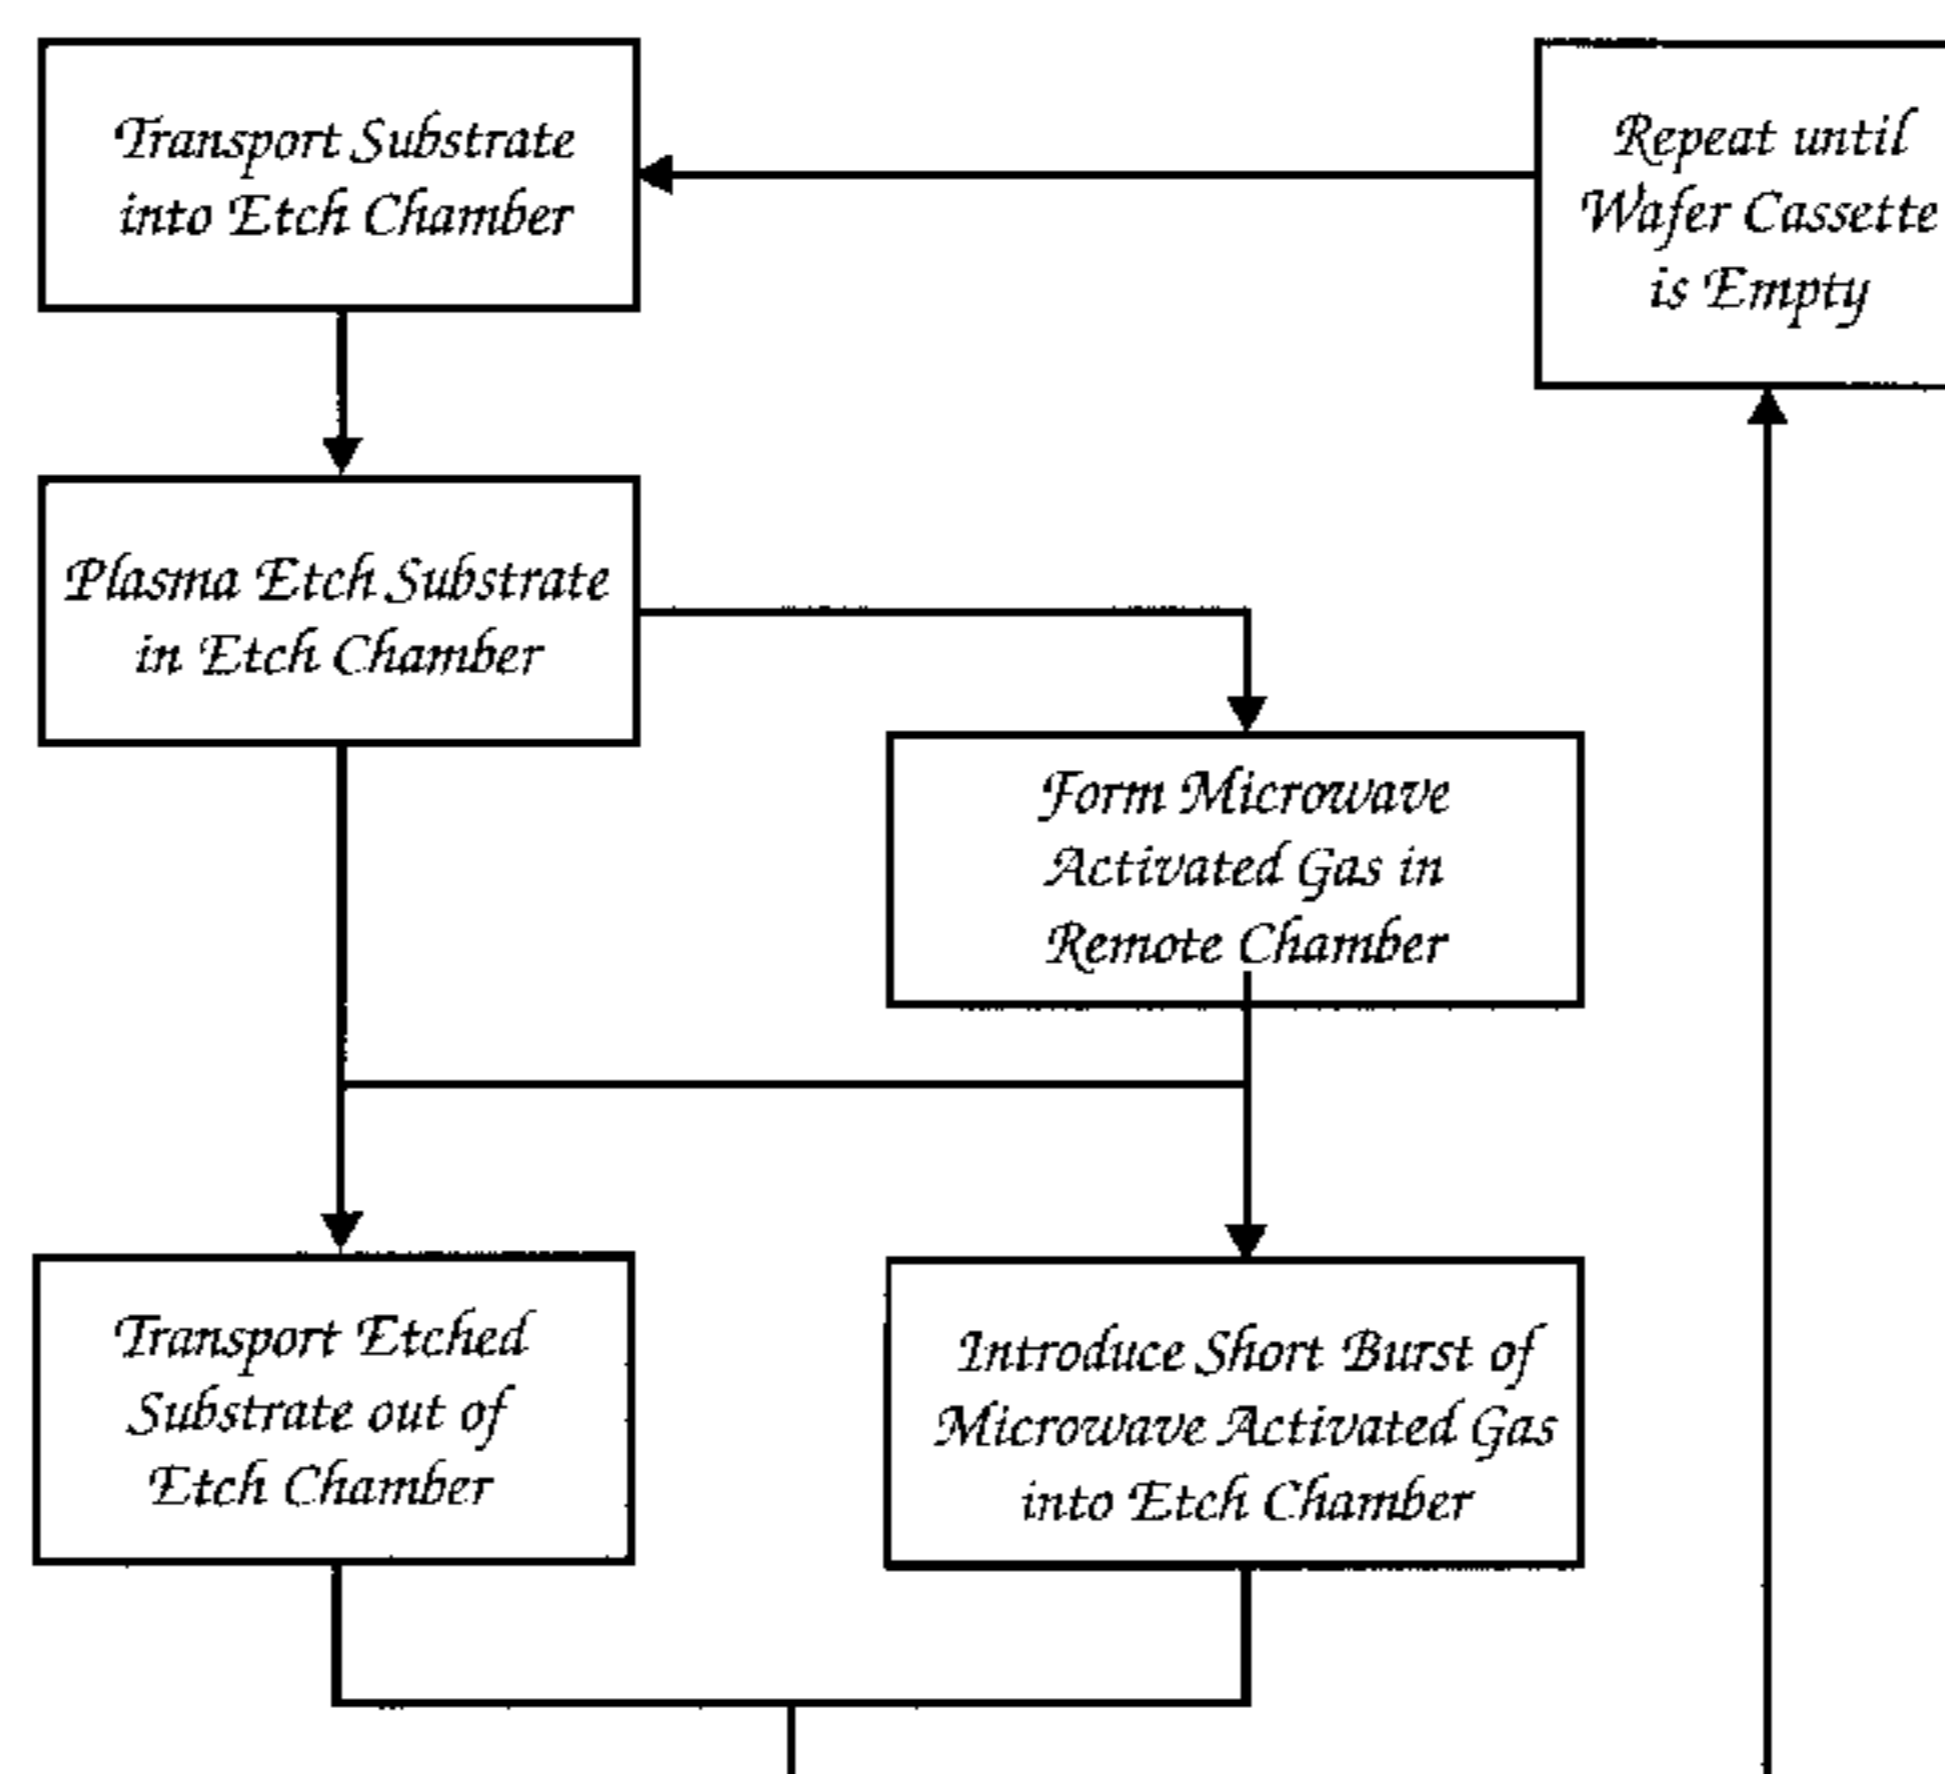 Transport Substrate
into Etch Chamber
Repeat until
Wafer Cassette
is Empty
Plasma Etch Substrate
in Etch Chamber
Form Microwave
Activated Gas in
Remote Chamber
Transport Etched
Substrate out of
Etch Chamber
Introduce Short Burst of
Microwave Activated Gas
into Etch Chamber